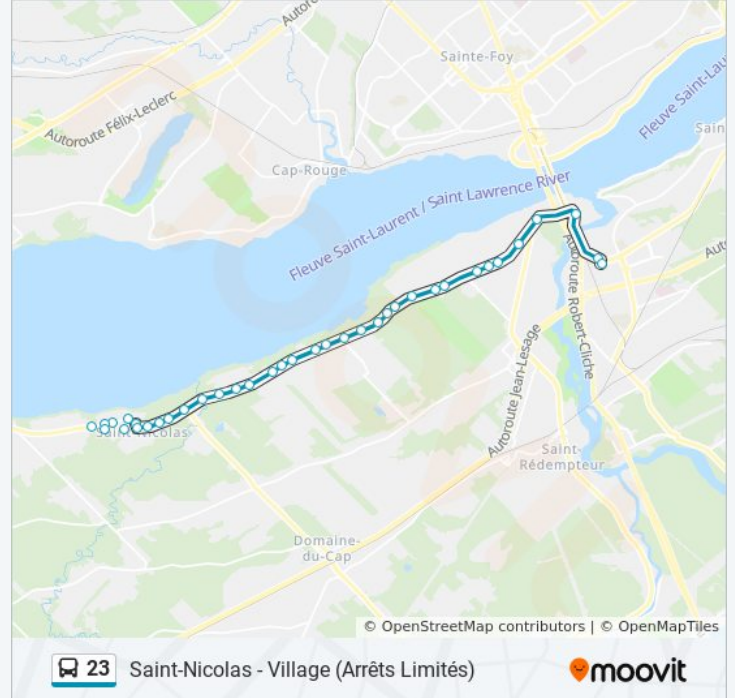 Autoro
Sainte-Foy
Autoroute Félix-Leclerc
Fleuve Saint-Lau
Sain
Cap-Rouge
Fleuve Saint-Laurent / Saint Lawrence River
Aut
Autoroute Robert-Cliche
Autoroute Jean-Lesage
Saint-Nicolas
Saint-
Rédempteur
Domaine-
du-Cap
© OpenStreetMap contributors | © OpenMapTiles
23 Saint-Nicolas - Village (Arrêts Limités) moovit